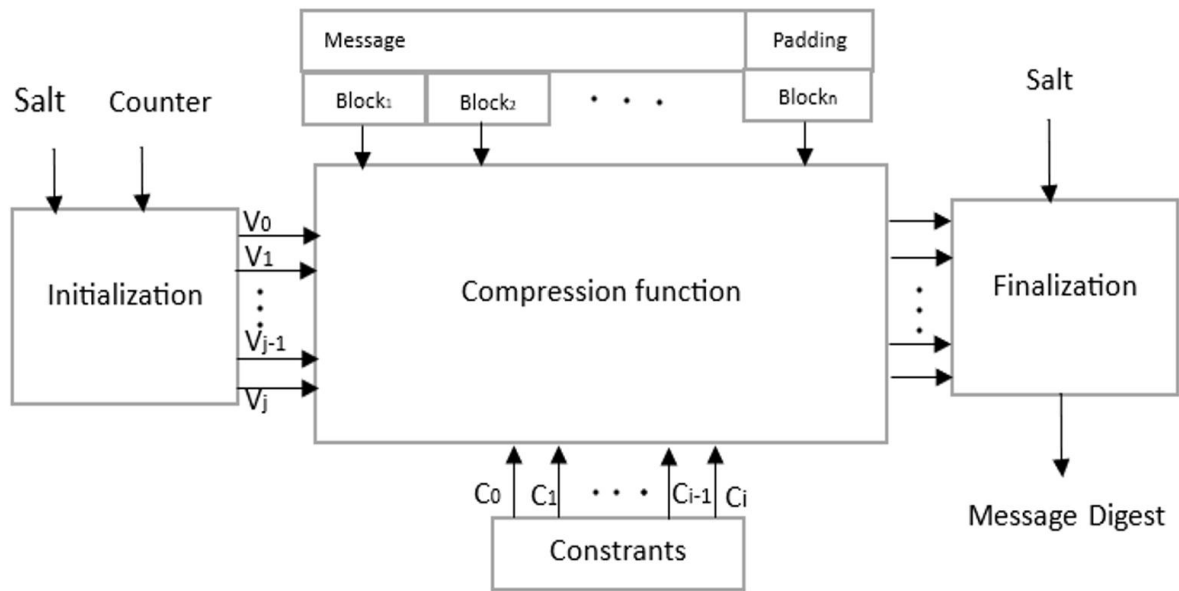 Message Padding
Block1 Block2 . . . Blockn
Salt Counter
Salt
V0
V1
Initialization
Compression function
Finalization
Vj-1
Vj
C0 C1 . . . . Ci-1 Ci
Constrants
Message Digest